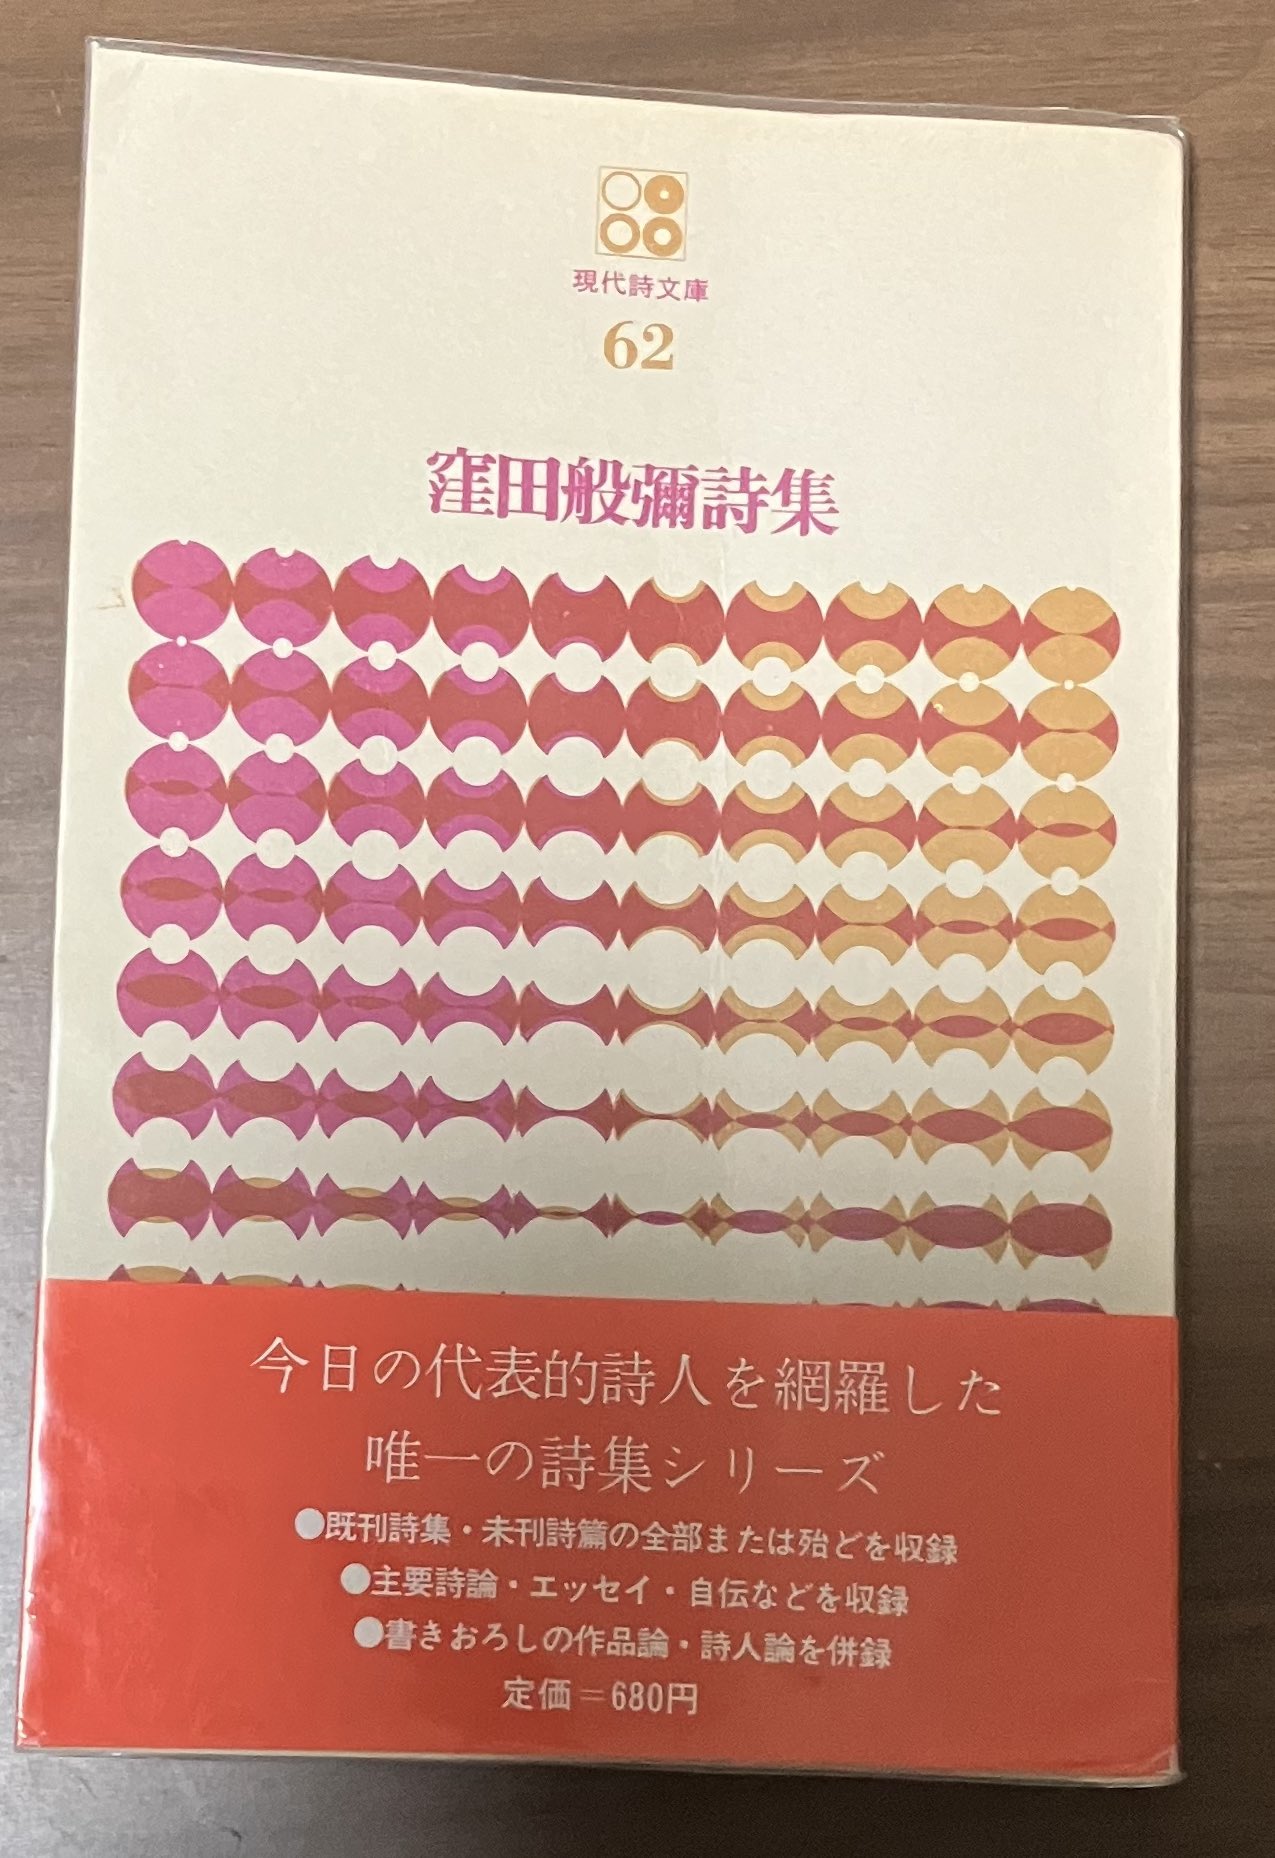 現代詩文庫
62
窪田般彌詩集
今日の代表的詩人を網羅した
唯一の詩集シリーズ
●既刊詩集・未刊詩篇の全部または殆どを収録
●主要詩論・エッセイ・自伝などを収録
●書きおろしの作品論・詩人論を併録
定価=680円